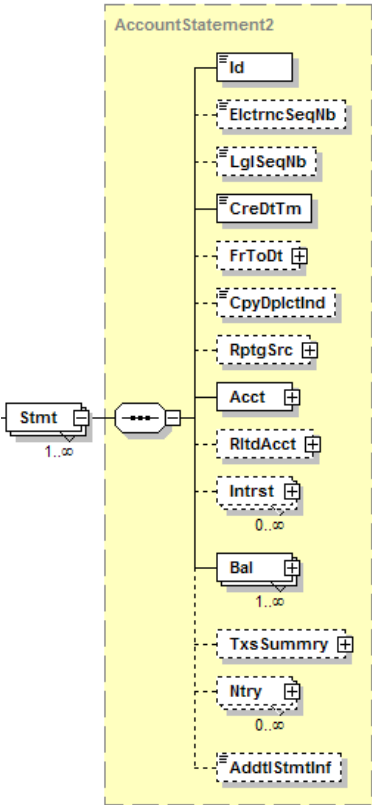 AccountStatement2
Id
ElctrncSeqNb
LglSeqNb
CreDtTm
FrToDt
CpyDplctInd
RptgSrc
Stmt
1..∞
Acct
RltdAcct
Intrst
0..∞
Bal
1..∞
TxsSummry
Ntry
0..∞
AddtlStmtInf